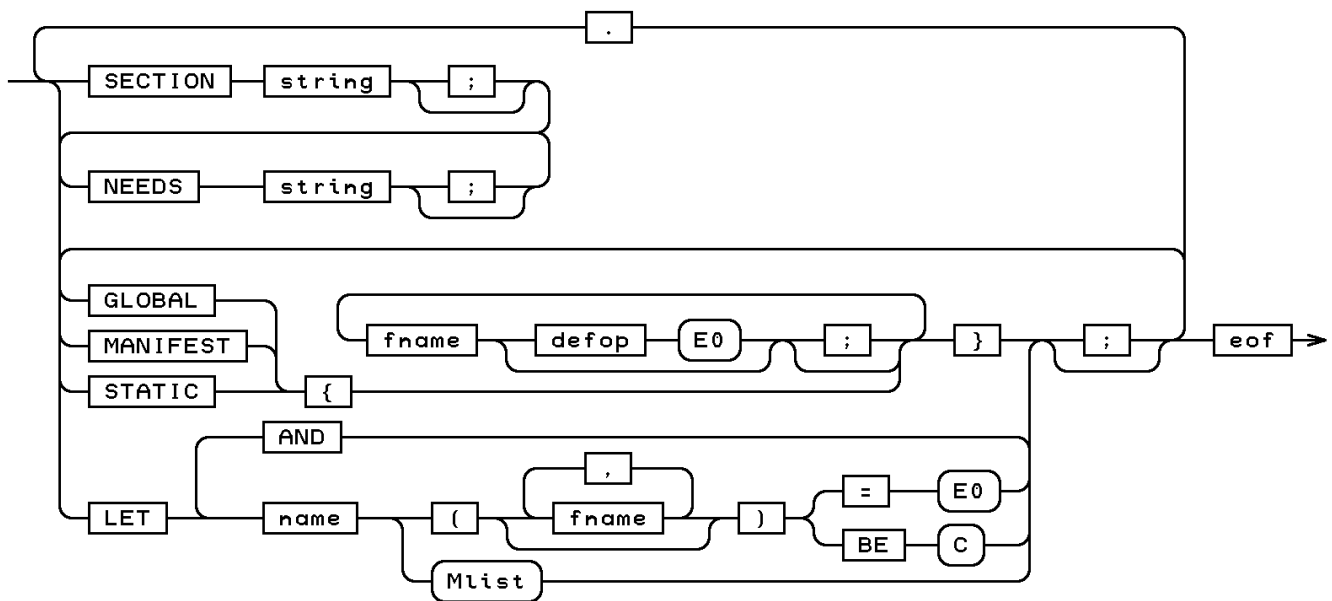 .
SECTION string ;
NEEDS string ;
GLOBAL
MANIFEST fname defop E0 ; } ; eof
STATIC {
AND
,
= E0
LET name ( fname )
BE C
Mlist